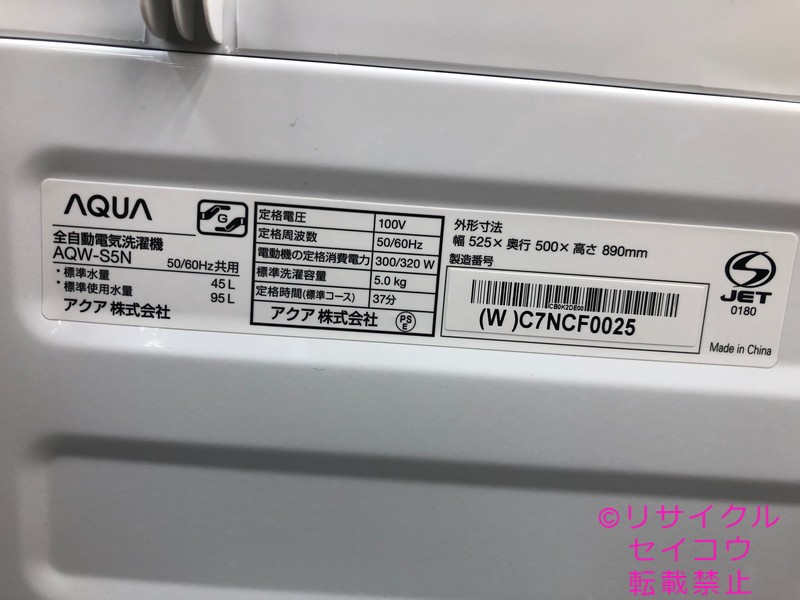 AQUA
G
全自動電気洗濯機
AQW-S5N
50/60Hz共用
・標準水量 45L
・標準使用水量 95L
アクア 株式会社
定格電圧 100V
定格周波数 50/60Hz
電動機の定格消費電力 300/320 W
標準洗濯容量 5.0 kg
定格時間(標準コース) 37分
アクア 株式会社
PS
E
外形寸法
幅 525× 奥行 500× 高さ 890mm
製造番号
CB0K2DE00
(W )C7NCF0025
S
JET
0180
Made in China
©リサイクル
セイコウ
転載禁止